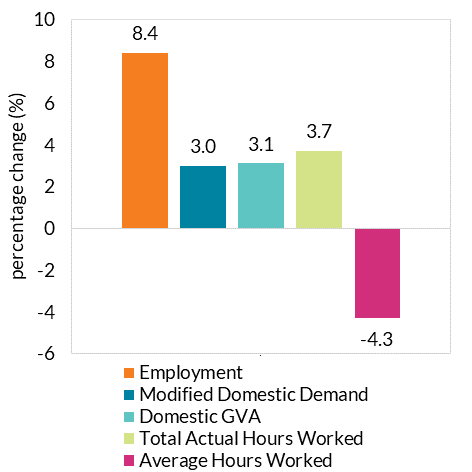 percentage change (%)
10
8
6
4
2
0
-2
-4
-6
8.4
3.0
3.1
3.7
-4.3
Employment
Modified Domestic Demand
Domestic GVA
Total Actual Hours Worked
Average Hours Worked